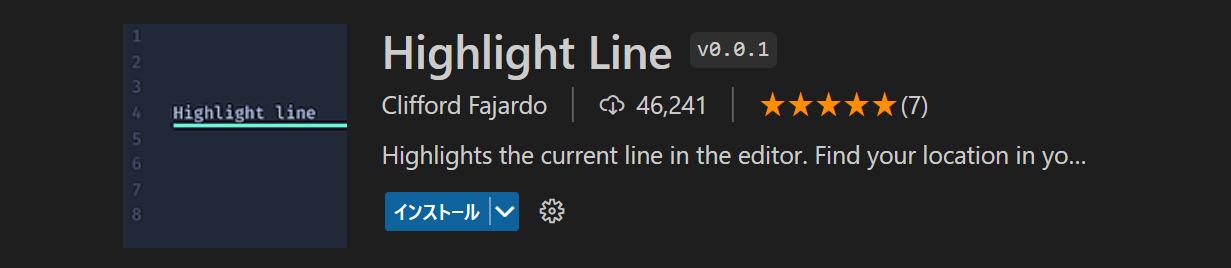 1
2
3
4 Highlight line
5
6
7
8
Highlight Line v0.0.1
Clifford Fajardo 46,241 (7)
Highlights the current line in the editor. Find your location in yo...
インストール